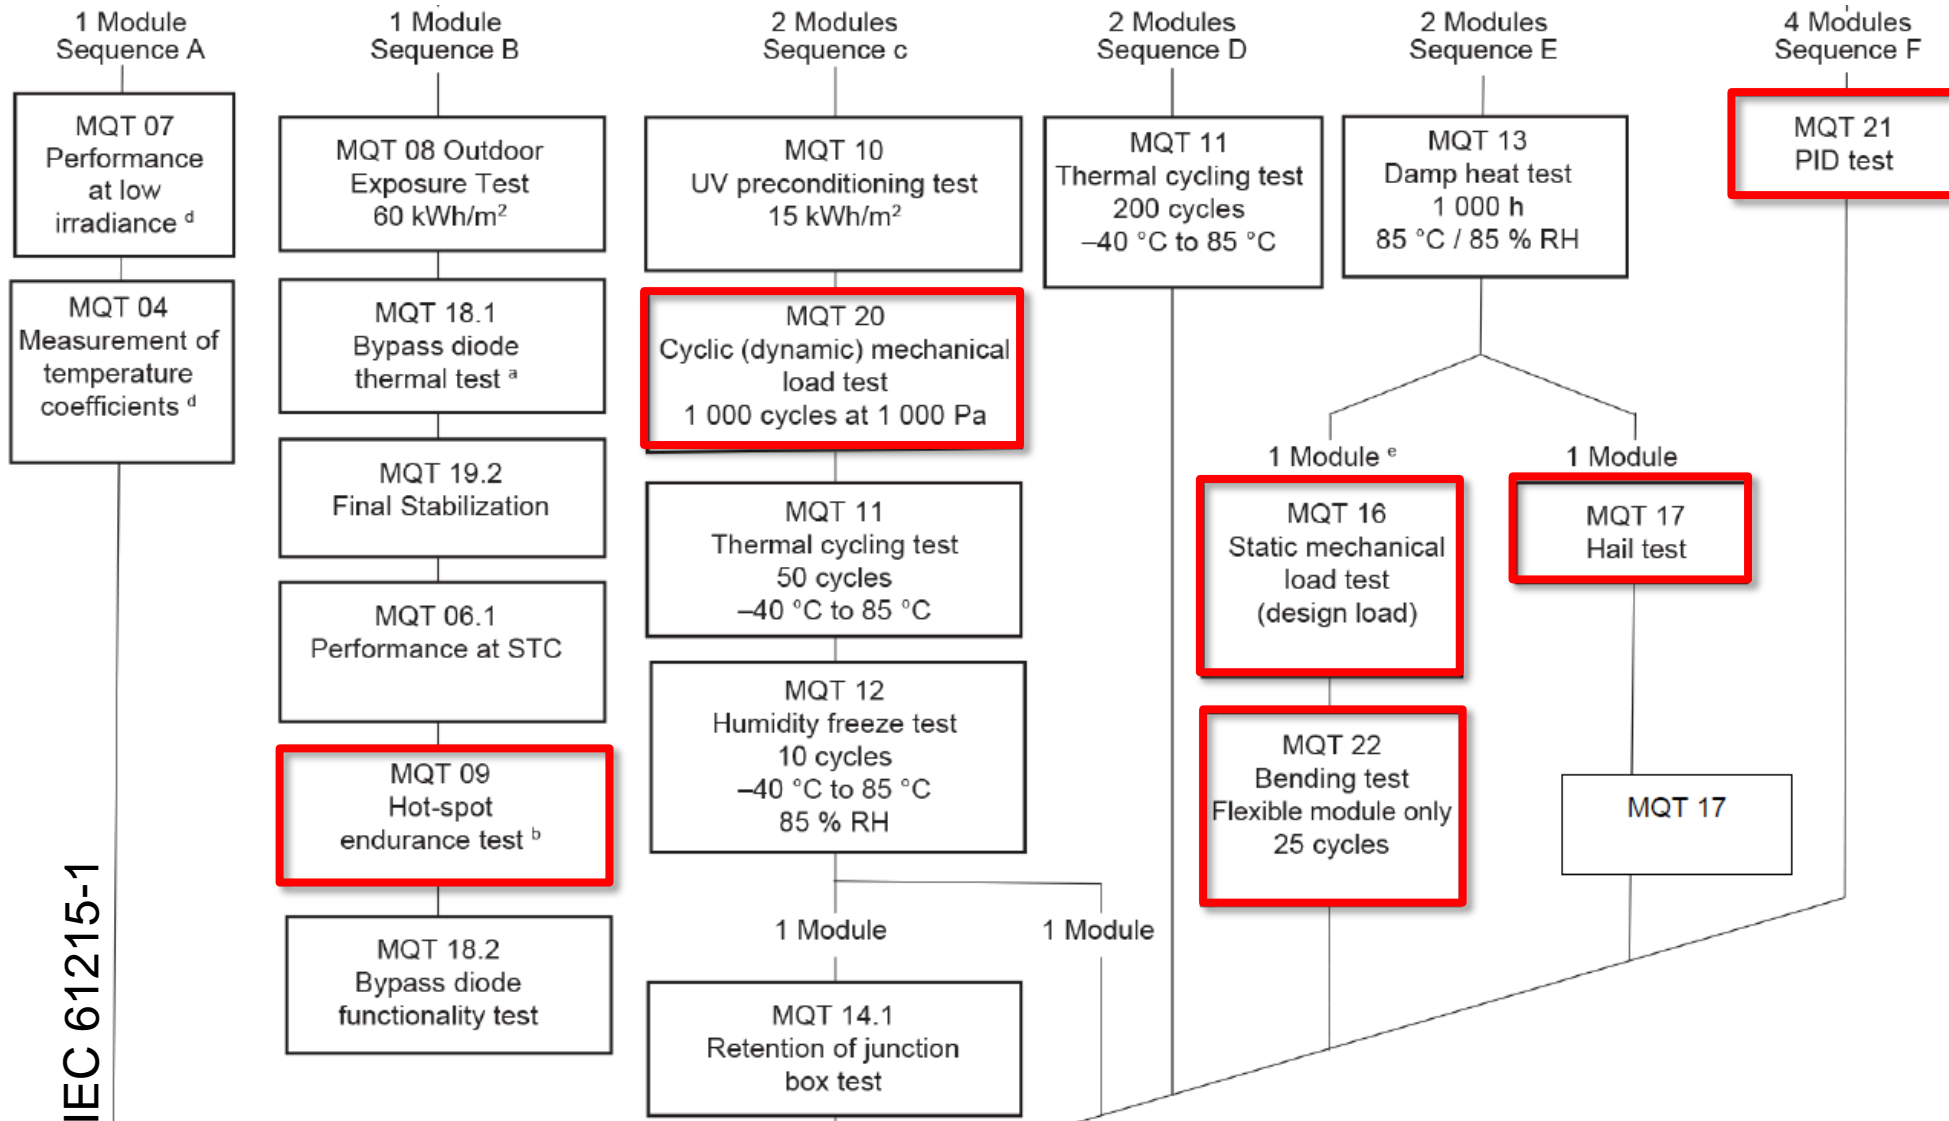 1 Module
Sequence A
MQT 07
Performance
at low
irradiance d
MQT 04
Measurement of
temperature
coefficients d
IEC 61215-1
1 Module
Sequence B
MQT 08 Outdoor
Exposure Test
60 kWh/m²
MQT 18.1
Bypass diode
thermal test a
MQT 19.2
Final Stabilization
MQT 06.1
Performance at STC
MQT 09
Hot-spot
endurance test b
MQT 18.2
Bypass diode
functionality test
2 Modules
Sequence c
MQT 10
UV preconditioning test
15 kWh/m²
MQT 20
Cyclic (dynamic) mechanical
load test
1 000 cycles at 1 000 Pa
MQT 11
Thermal cycling test
50 cycles
–40 °C to 85 °C
MQT 12
Humidity freeze test
10 cycles
–40 °C to 85 °C
85 % RH
1 Module
1 Module
MQT 14.1
Retention of junction
box test
2 Modules
Sequence D
MQT 11
Thermal cycling test
200 cycles
–40 °C to 85 °C
2 Modules
Sequence E
MQT 13
Damp heat test
1 000 h
85 °C / 85 % RH
1 Module e
MQT 16
Static mechanical
load test
(design load)
MQT 22
Bending test
Flexible module only
25 cycles
1 Module
MQT 17
Hail test
MQT 17
4 Modules
Sequence F
MQT 21
PID test